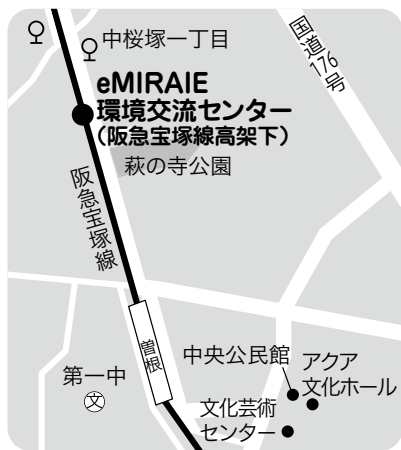 中桜塚一丁目
国道176号
eMIRAIE
環境交流センター
(阪急宝塚線高架下)
萩の寺公園
阪急宝塚線
曽根
中央公民館
アクア
文化ホール
第一中
文
文化芸術
センター